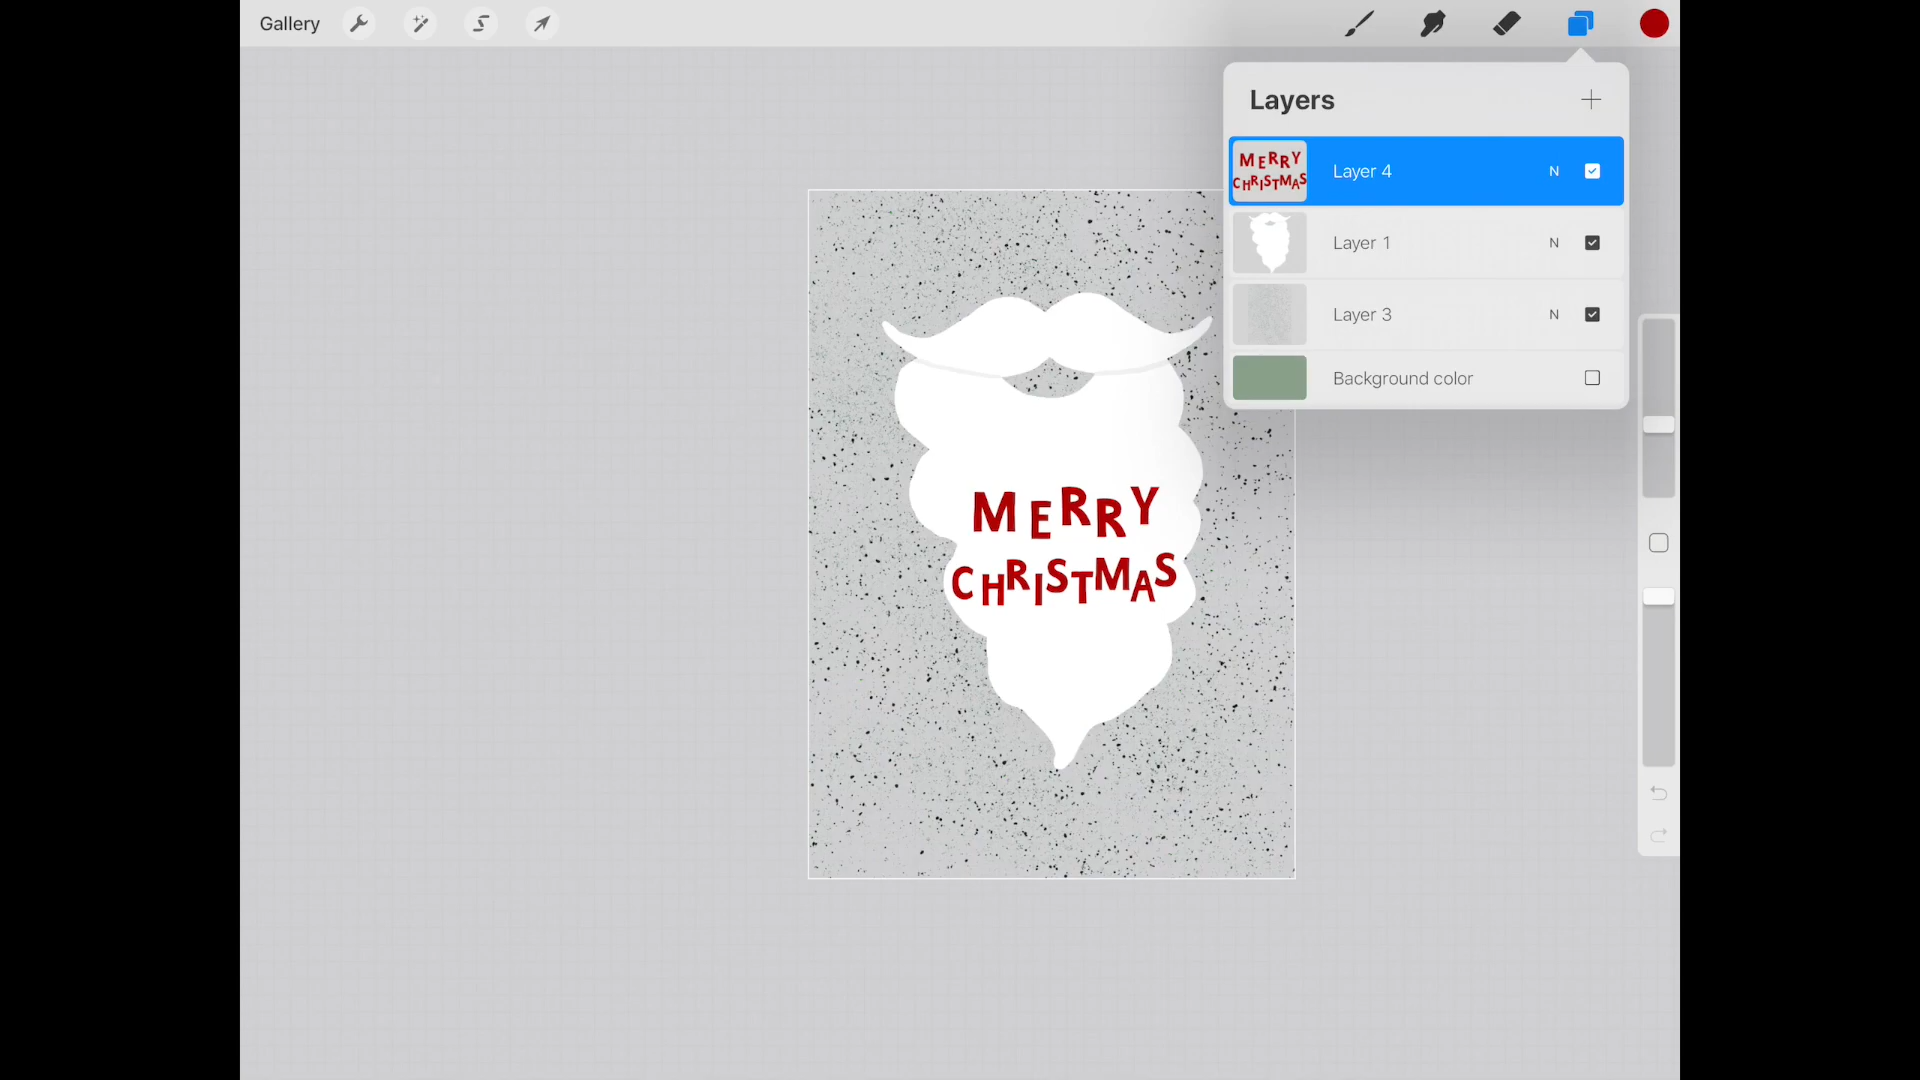 Gallery
Layers
MERRY
CHRISTMAS
Layer 4 N
Layer 1 N
Layer 3 N
Background color
MERRY
CHRISTMAS